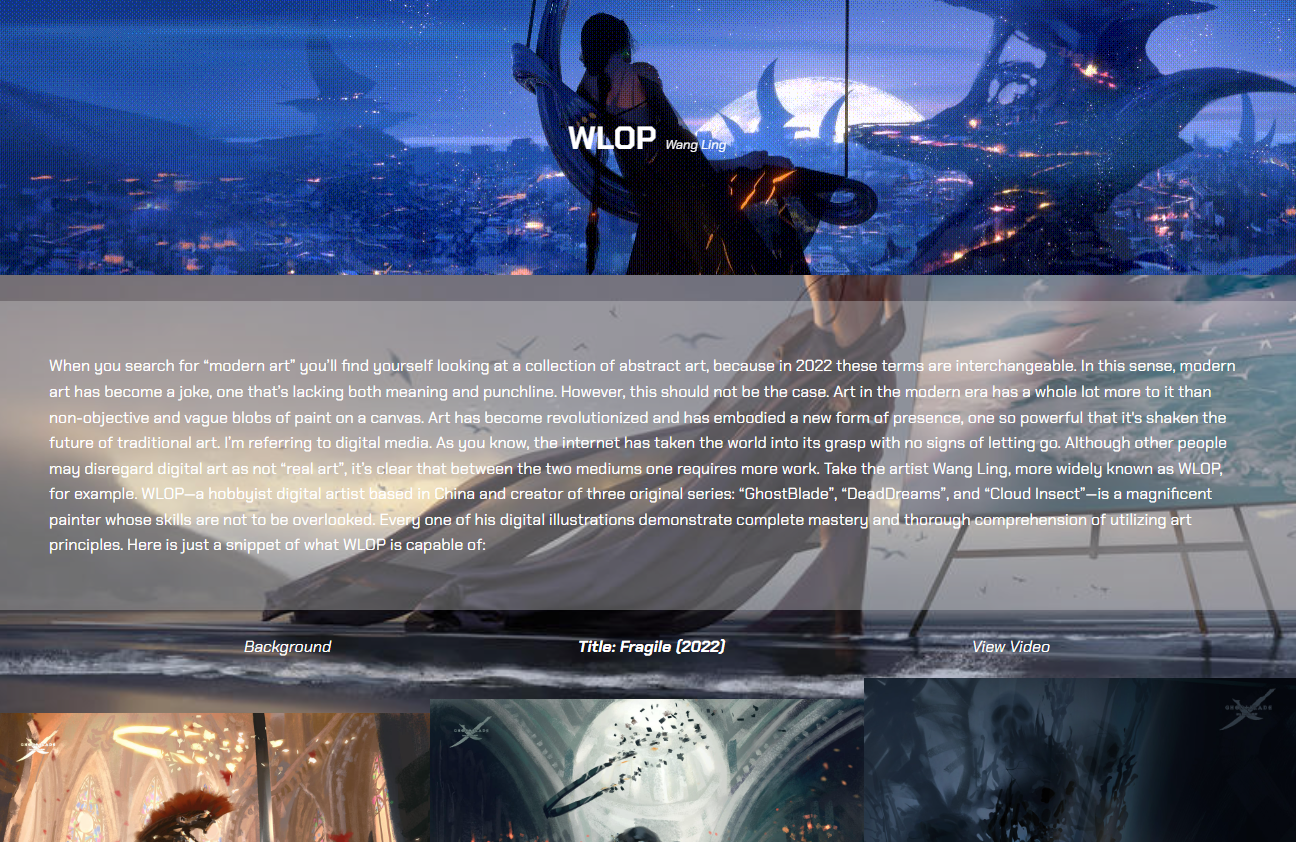 WLOP Wang Ling
When you search for “modern art” you’ll find yourself looking at a collection of abstract art, because in 2022 these terms are interchangeable. In this sense, modern
art has become a joke, one that’s lacking both meaning and punchline. However, this should not be the case. Art in the modern era has a whole lot more to it than
non-objective and vague blobs of paint on a canvas. Art has become revolutionized and has embodied a new form of presence, one so powerful that it's shaken the
future of traditional art. I’m referring to digital media. As you know, the internet has taken the world into its grasp with no signs of letting go. Although other people
may disregard digital art as not “real art”, it’s clear that between the two mediums one requires more work. Take the artist Wang Ling, more widely known as WLOP,
for example. WLOP—a hobbyist digital artist based in China and creator of three original series: “GhostBlade”, “DeadDreams”, and “Cloud Insect”—is a magnificent
painter whose skills are not to be overlooked. Every one of his digital illustrations demonstrate complete mastery and thorough comprehension of utilizing art
principles. Here is just a snippet of what WLOP is capable of:
Background
Title: Fragile (2022)
View Video